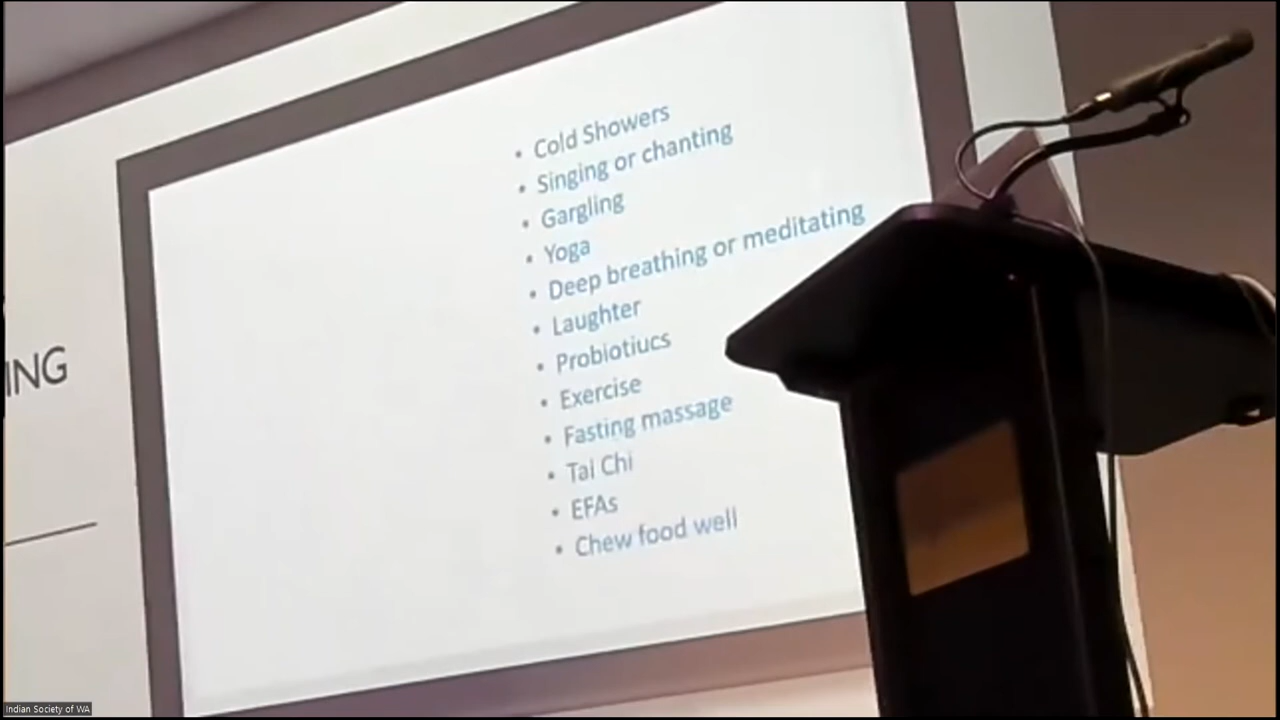 ING
• Cold Showers
• Singing or chanting
• Gargling
• Yoga
• Deep breathing or meditating
• Laughter
• Probiotiucs
• Exercise
• Fasting massage
• Tai Chi
• EFAs
• Chew food well
Indian Society of WA